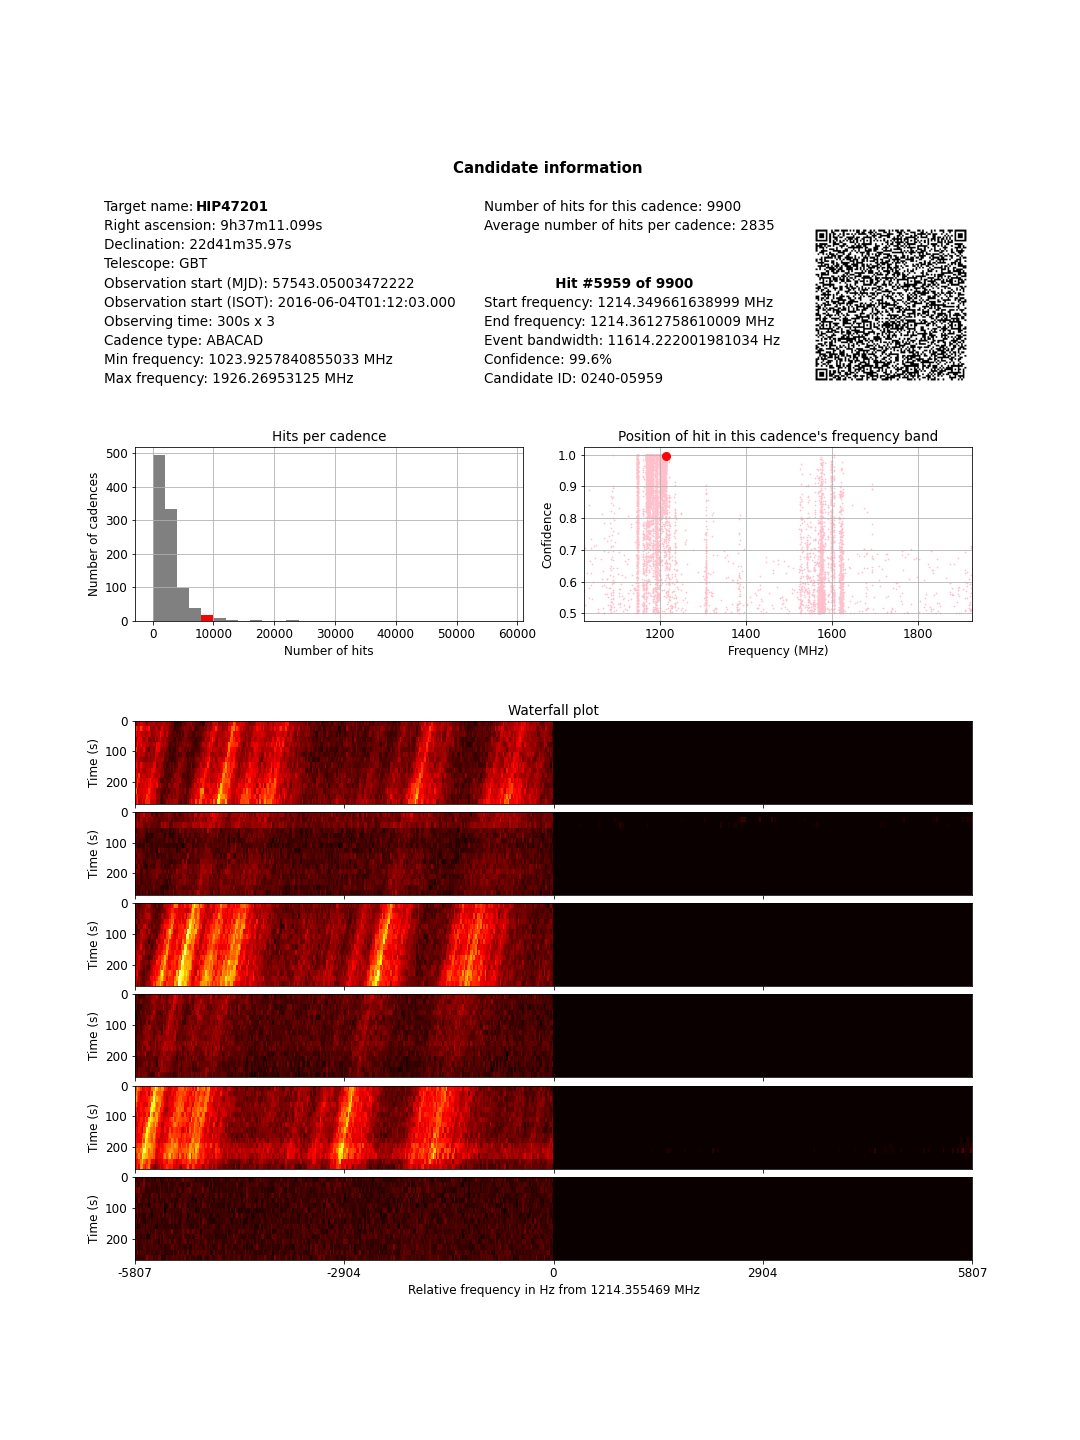 Candidate information
Target name: HIP47201
Right ascension: 9h37m11.099s
Declination: 22d41m35.97s
Telescope: GBT
Observation start (MJD): 57543.05003472222
Observation start (ISOT): 2016-06-04T01:12:03.000
Observing time: 300s x 3
Cadence type: ABACAD
Min frequency: 1023.9257840855033 MHz
Max frequency: 1926.26953125 MHz
Number of hits for this cadence: 9900
Average number of hits per cadence: 2835
Hit #5959 of 9900
Start frequency: 1214.349661638999 MHz
End frequency: 1214.3612758610009 MHz
Event bandwidth: 11614.222001981034 Hz
Confidence: 99.6%
Candidate ID: 0240-05959
Hits per cadence
Number of cadences
500
400
300
200
100
0
0 10000 20000 30000 40000 50000 60000
Number of hits
Position of hit in this cadence's frequency band
Confidence
1.0
0.9
0.8
0.7
0.6
0.5
1200 1400 1600 1800
Frequency (MHz)
Waterfall plot
Time (s)
0
100
200
Time (s)
0
100
200
Time (s)
0
100
200
Time (s)
0
100
200
Time (s)
0
100
200
Time (s)
0
100
200
-5807 -2904 0 2904 5807
Relative frequency in Hz from 1214.355469 MHz